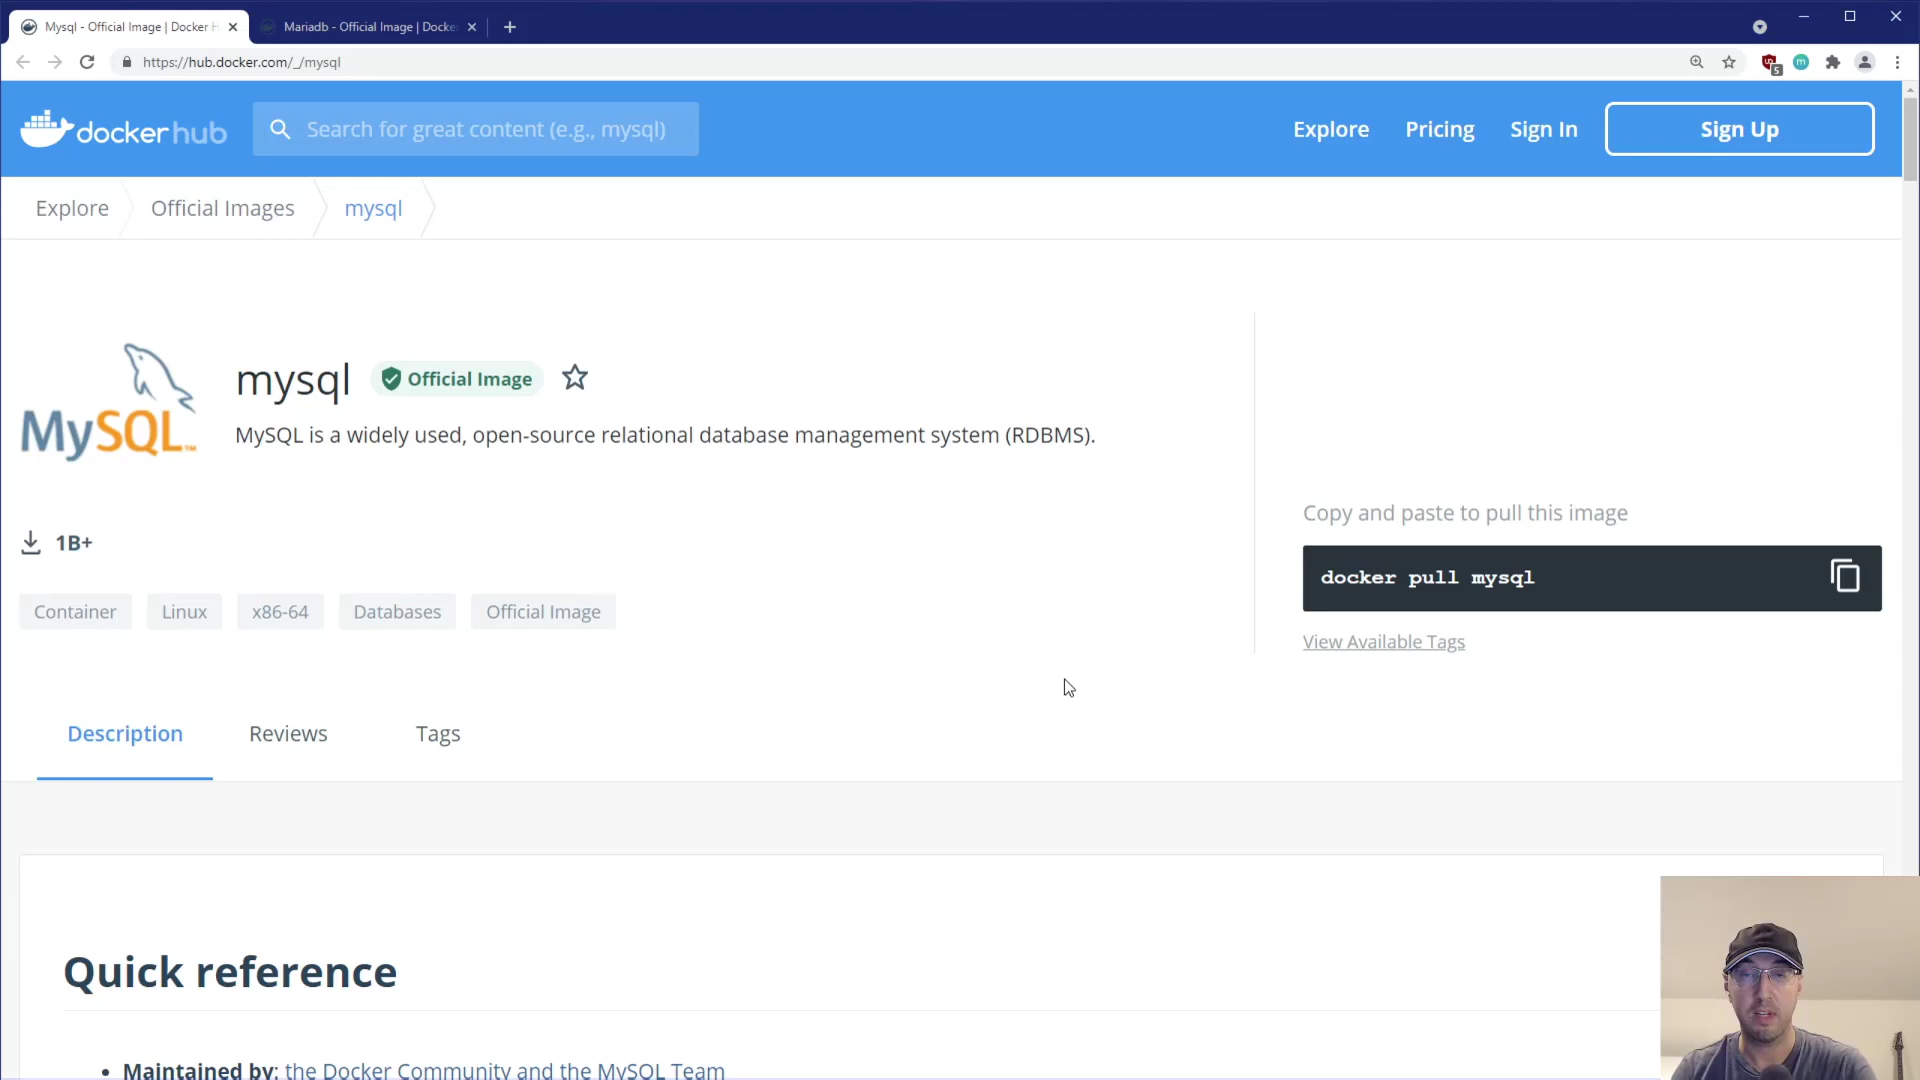 Mysql - Official Image | Docker H
Mariadb - Official Image | Docke
https://hub.docker.com/_/mysql
5
m
docker hub
Search for great content (e.g., mysql)
Explore
Pricing
Sign In
Sign Up
Explore
Official Images
mysql
MySQL™
mysql
Official Image
MySQL is a widely used, open-source relational database management system (RDBMS).
1B+
Container
Linux
x86-64
Databases
Official Image
Copy and paste to pull this image
docker pull mysql
View Available Tags
Description
Reviews
Tags
Quick reference
• Maintained by: the Docker Community and the MySQL Team